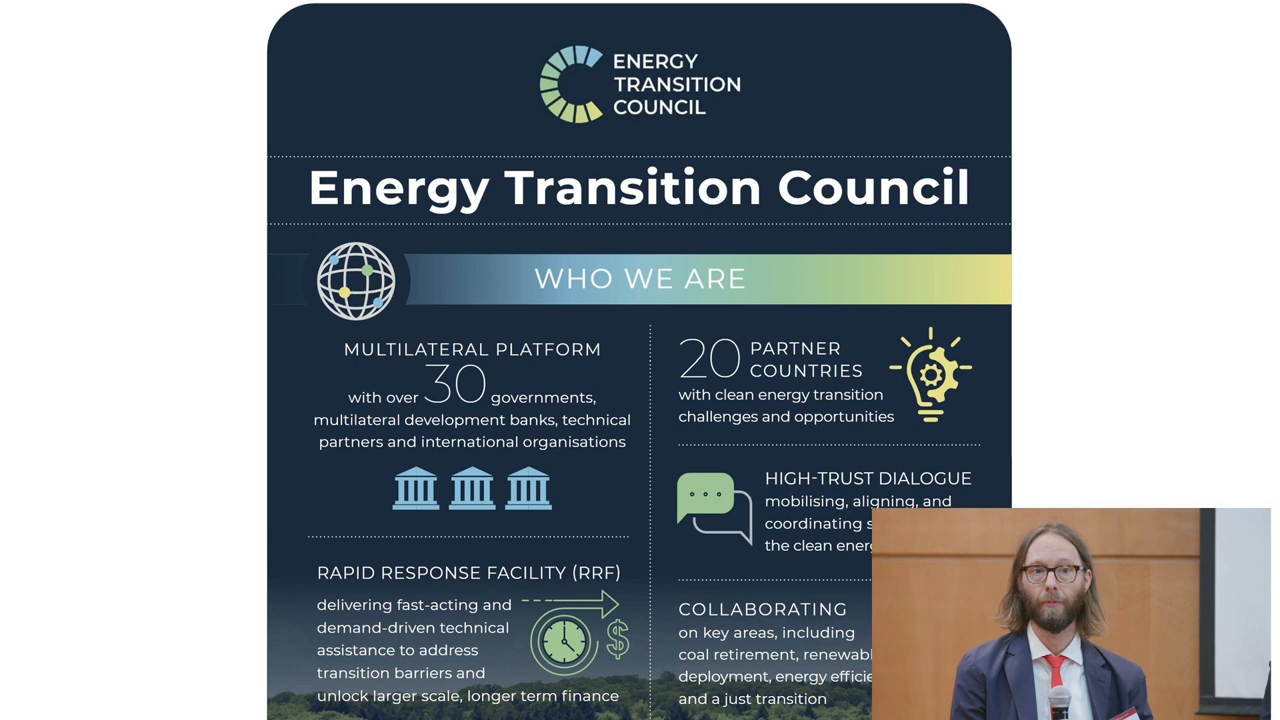 ENERGY
TRANSITION
COUNCIL
Energy Transition Council
WHO WE ARE
MULTILATERAL PLATFORM
with over 30 governments,
multilateral development banks, technical
partners and international organisations
RAPID RESPONSE FACILITY (RRF)
delivering fast-acting and
demand-driven technical
assistance to address
transition barriers and
unlock larger scale, longer term finance
$
20 PARTNER
COUNTRIES
with clean energy transition
challenges and opportunities
HIGH-TRUST DIALOGUE
mobilising, aligning, and
coordinating
the clean
COLLABORATING
on key areas, including
coal retirement,
deployment, energy
and a just transition